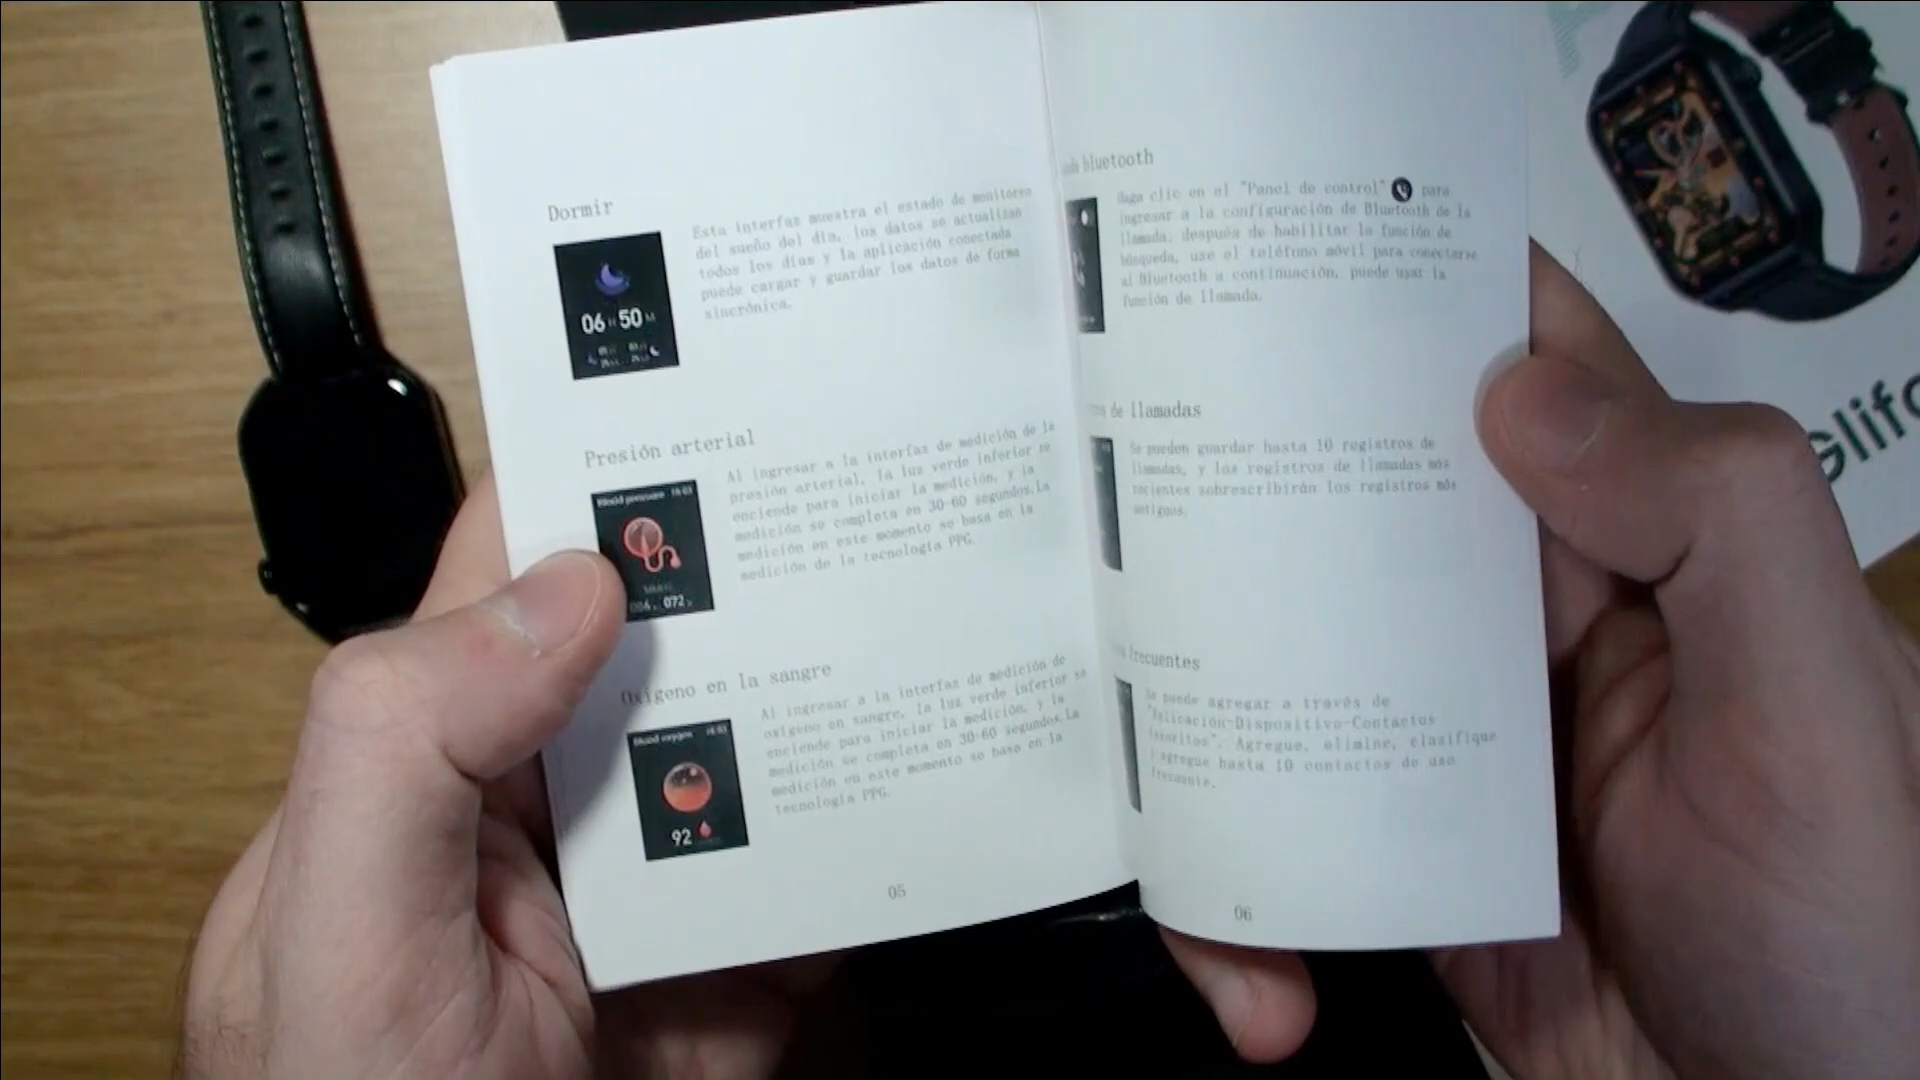 Dormir
Esta interfaz muestra el estado de monitoreo
del sueño del día, los datos se actualizan
todos los días y la aplicación conectada
puede cargar y guardar los datos de forma
sincrónica.
06 H 50 M
Presión arterial
Al ingresar a la interfaz de medición de la
presión arterial, la luz verde inferior se
enciende para iniciar la medición, y la
medición se completa en 30-60 segundos.La
medición en este momento se basa en la
medición de la tecnología PPG.
Blood pressure
072
Oxígeno en la sangre
Al ingresar a la interfaz de medición de
oxígeno en sangre, la luz verde inferior se
enciende para iniciar la medición, y la
medición se completa en 30-60 segundos.La
medición en este momento se basa en la
tecnología PPG.
Blood oxygen
92
05
bluetooth
Haga clic en el "Panel de control" para
ingresar a la configuración de Bluetooth de la
llamada; después de habilitar la función de
búsqueda, use el teléfono móvil para conectarse
al Bluetooth a continuación, puede usar la
función de llamada.
de llamadas
Se pueden guardar hasta 10 registros de
llamadas, y los registros de llamadas más
recientes sobrescribirán los registros más
antiguos.
frecuentes
Se puede agregar a través de
"Aplicación-Dispositivo-Contactos
favoritos". Agregue, elimine, clasifique
y agregue hasta 10 contactos de uso
frecuente.
06
Glifo